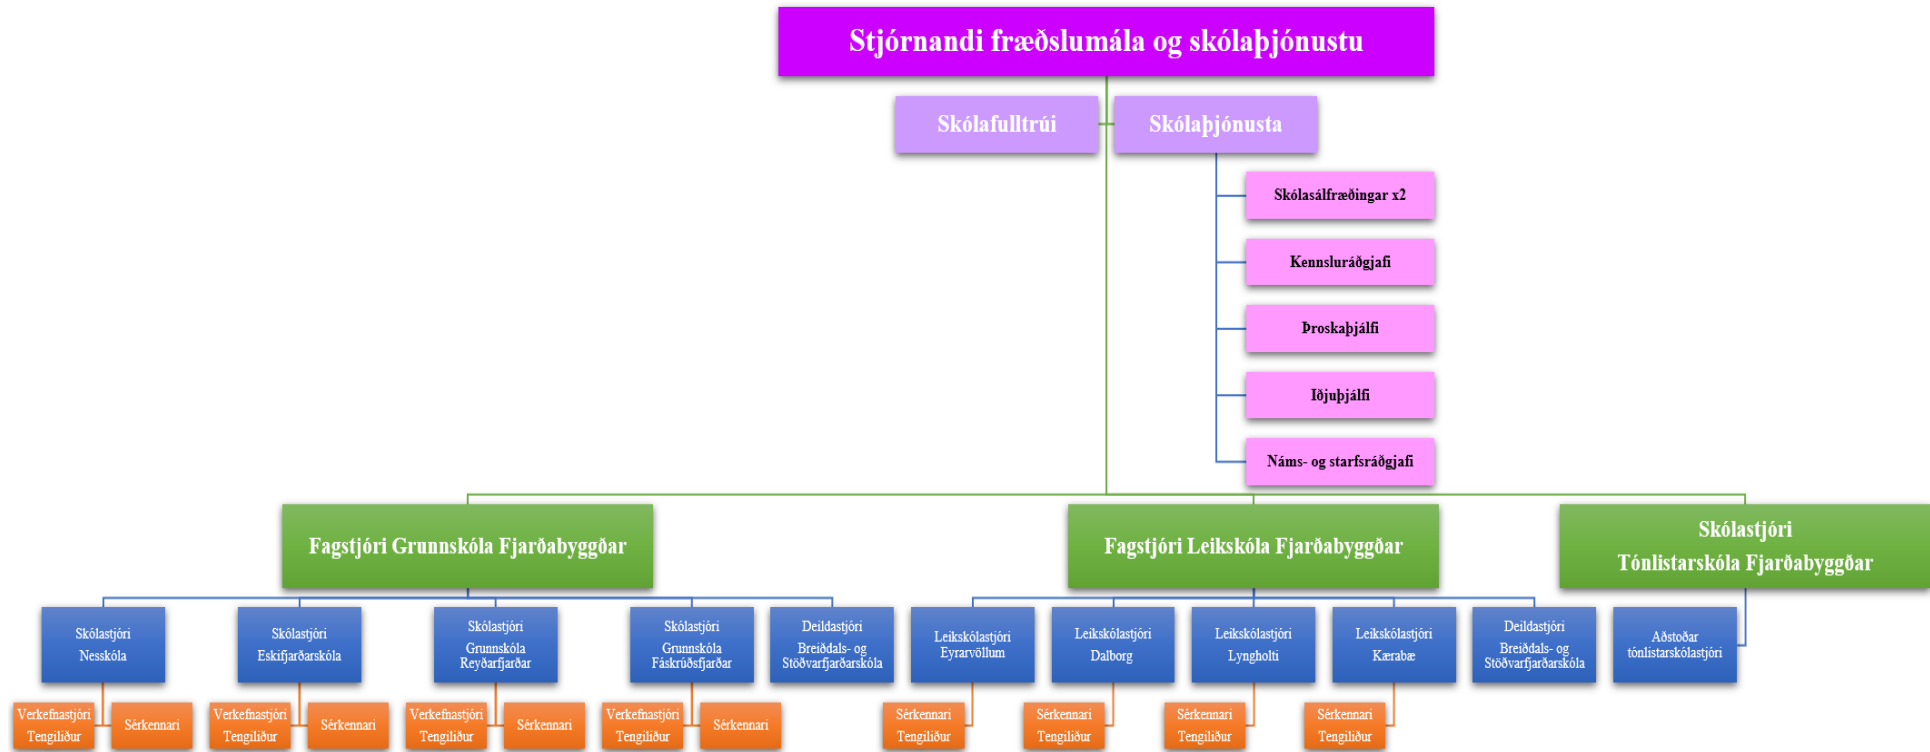 Stjórnandi fræðslumála og skólaþjónustu
Skólafulltrúi
Skólaþjónusta
Skólasálfræðingar x2
Kennsluráðgjafi
Þroskaþjálfi
Iðjuþjálfi
Náms- og starfsráðgjafi
Fagstjóri Grunnskóla Fjarðabyggðar
Fagstjóri Leikskóla Fjarðabyggðar
Skólastjóri
Tónlistarskóla Fjarðabyggðar
Skólastjóri
Nesskóla
Skólastjóri
Eskifjarðarskóla
Skólastjóri
Grunnskóla
Reyðarfjarðar
Skólastjóri
Grunnskóla
Fáskrúðsfjarðar
Deildastjóri
Breiðdals- og
Stöðvarfjarðarskóla
Leikskólastjóri
Eyrarvöllum
Leikskólastjóri
Dalborg
Leikskólastjóri
Lyngholti
Leikskólastjóri
Kærabæ
Deildastjóri
Breiðdals- og
Stöðvarfjarðarskóla
Aðstoðar
tónlistarskólastjóri
Verkefnastjóri
Tengiliður
Sérkennari
Verkefnastjóri
Tengiliður
Sérkennari
Verkefnastjóri
Tengiliður
Sérkennari
Verkefnastjóri
Tengiliður
Sérkennari
Sérkennari
Tengiliður
Sérkennari
Tengiliður
Sérkennari
Tengiliður
Sérkennari
Tengiliður